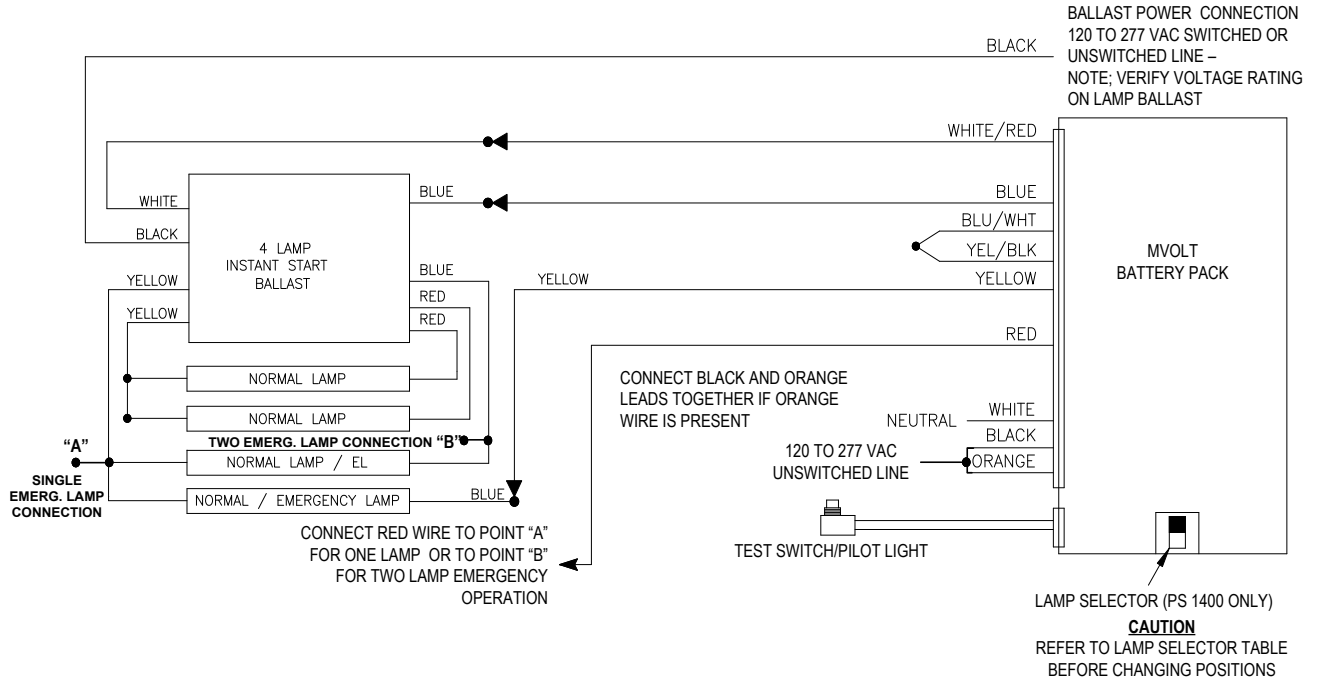 BALLAST POWER CONNECTION
120 TO 277 VAC SWITCHED OR
UNSWITCHED LINE –
NOTE; VERIFY VOLTAGE RATING
ON LAMP BALLAST
BLACK
WHITE/RED
BLUE
BLU/WHT
YEL/BLK
YELLOW
RED
MVOLT
BATTERY PACK
WHITE
BLACK
YELLOW
YELLOW
4 LAMP
INSTANT START
BALLAST
BLUE
BLUE
RED
RED
YELLOW
NORMAL LAMP
NORMAL LAMP
TWO EMERG. LAMP CONNECTION "B"
NORMAL LAMP / EL
NORMAL / EMERGENCY LAMP
BLUE
“A”
SINGLE
EMERG. LAMP
CONNECTION
CONNECT RED WIRE TO POINT “A”
FOR ONE LAMP OR TO POINT “B”
FOR TWO LAMP EMERGENCY
OPERATION
CONNECT BLACK AND ORANGE
LEADS TOGETHER IF ORANGE
WIRE IS PRESENT
NEUTRAL
WHITE
BLACK
ORANGE
120 TO 277 VAC
UNSWITCHED LINE
TEST SWITCH/PILOT LIGHT
LAMP SELECTOR (PS 1400 ONLY)
CAUTION
REFER TO LAMP SELECTOR TABLE
BEFORE CHANGING POSITIONS